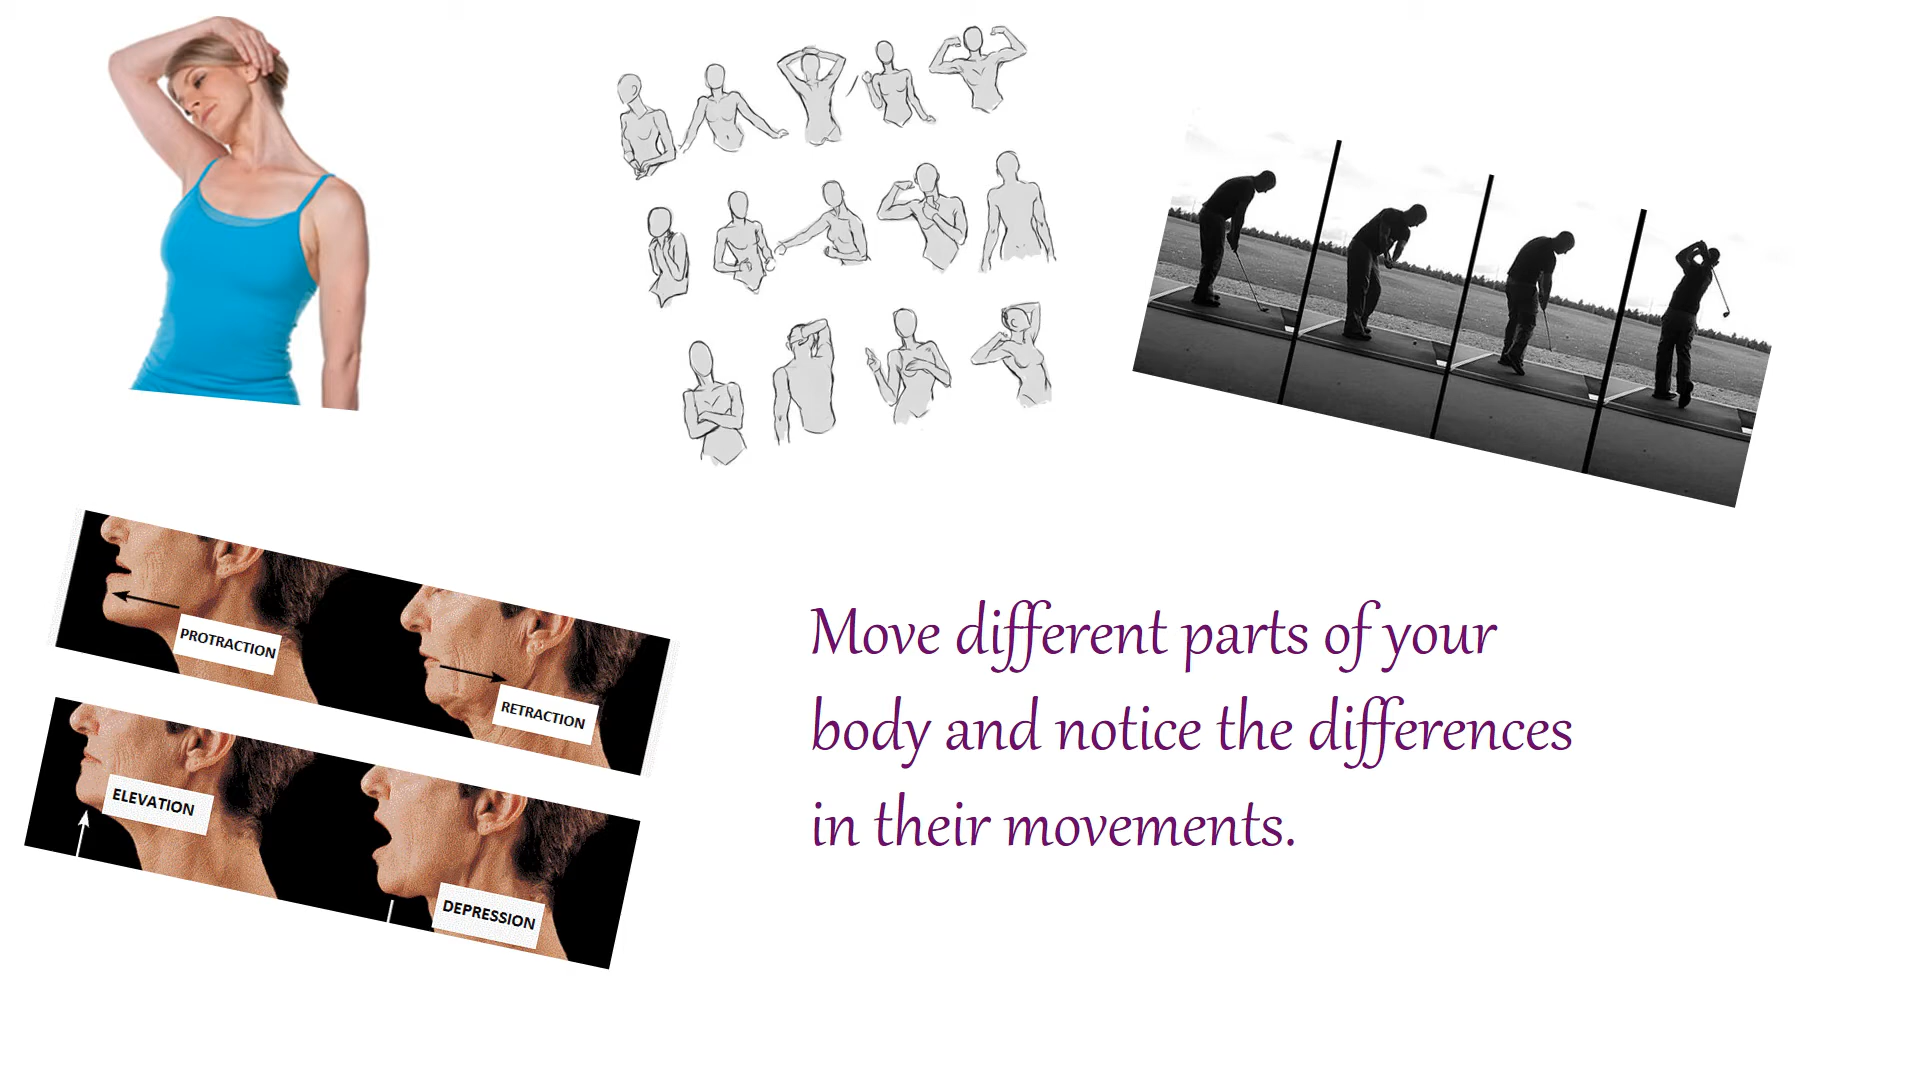 PROTRACTION
RETRACTION
ELEVATION
DEPRESSION
Move different parts of your
body and notice the differences
in their movements.